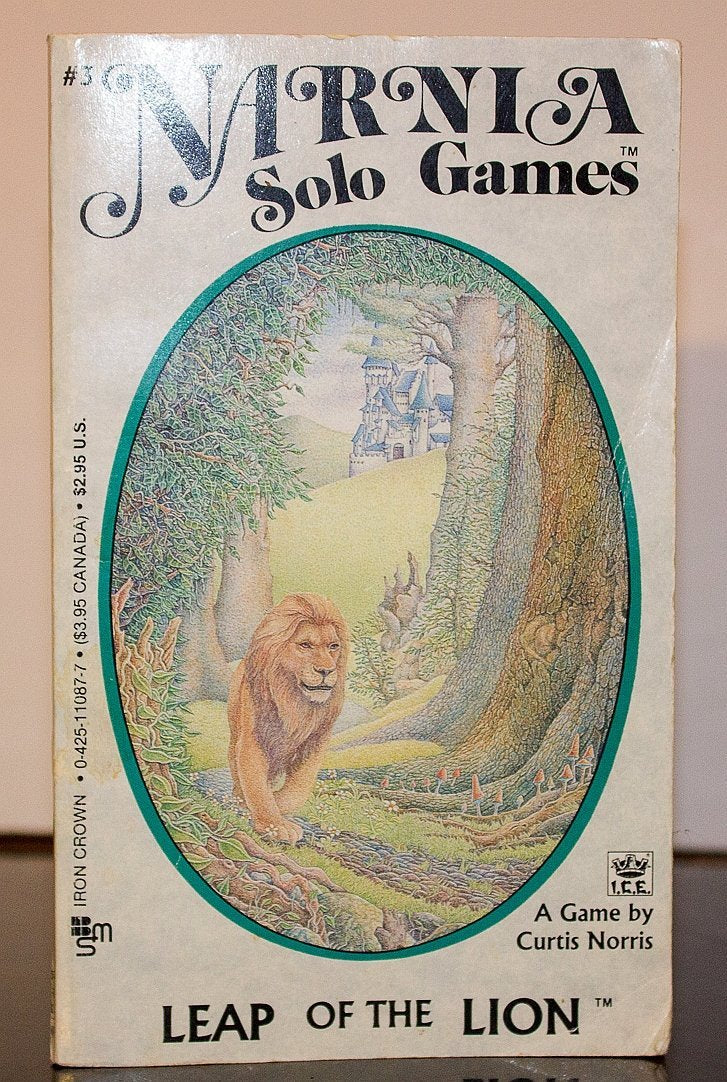 #3 NARNIA
Solo Games™
IRON CROWN • 0-425-11087-7 • ($3.95 CANADA) • $2.95 U.S.
I.C.E.
A Game by
Curtis Norris
LEAP OF THE LION™